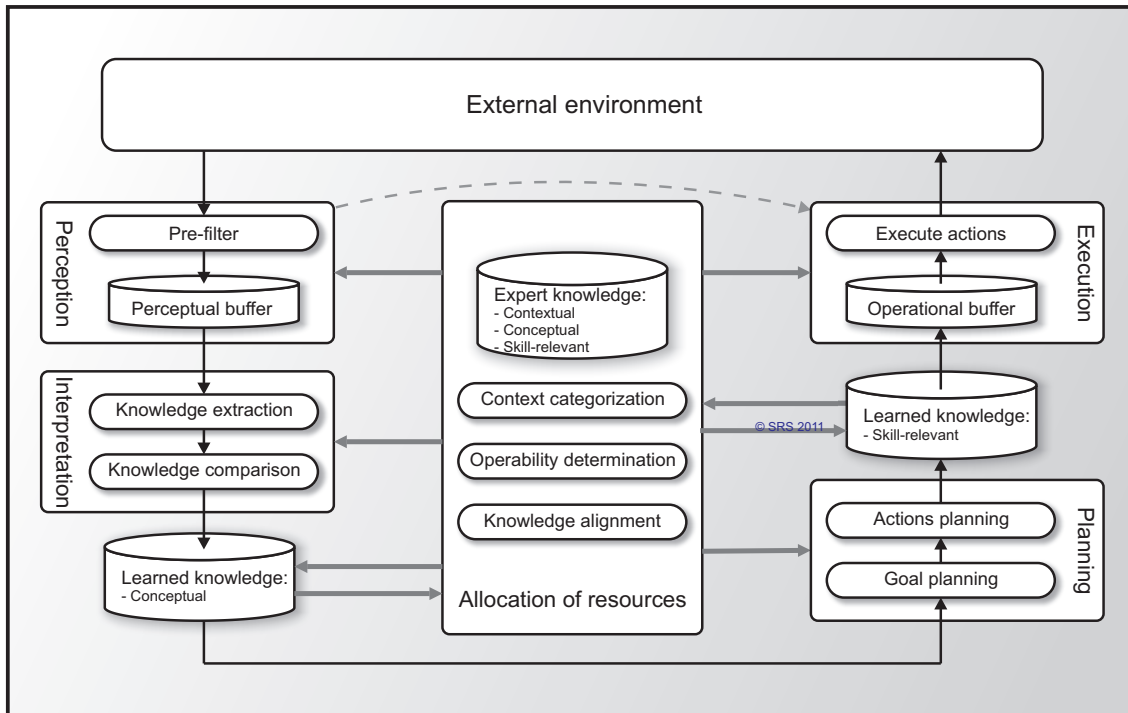 External environment
Perception
Pre-filter
Perceptual buffer
Interpretation
Knowledge extraction
Knowledge comparison
Learned knowledge:
- Conceptual
Expert knowledge:
- Contextual
- Conceptual
- Skill-relevant
Context categorization
Operability determination
Knowledge alignment
Allocation of resources
Execute actions
Operational buffer
Execution
© SRS 2011
Learned knowledge:
- Skill-relevant
Actions planning
Goal planning
Planning